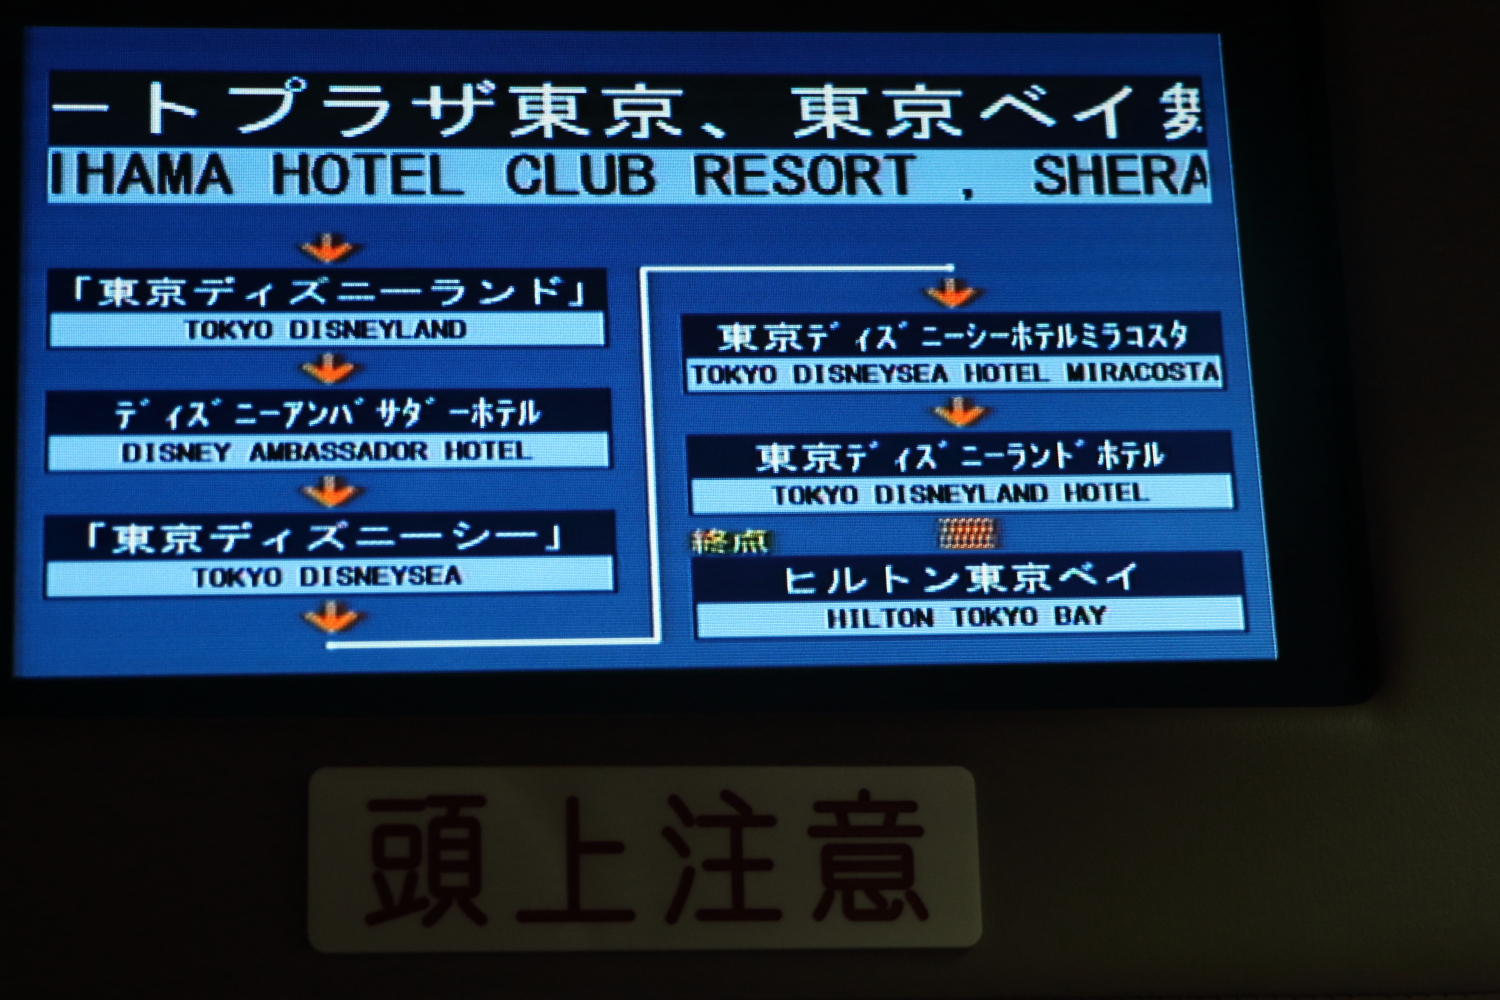 ートプラザ東京、東京ベイ舞
IHAMA HOTEL CLUB RESORT , SHERA
「東京ディズニーランド」
TOKYO DISNEYLAND
ディズニーアンバサダーホテル
DISNEY AMBASSADOR HOTEL
「東京ディズニーシー」
TOKYO DISNEYSEA
東京ディズニーシーホテルミラコスタ
TOKYO DISNEYSEA HOTEL MIRACOSTA
東京ディズニーランドホテル
TOKYO DISNEYLAND HOTEL
終点
ヒルトン東京ベイ
HILTON TOKYO BAY
頭上注意